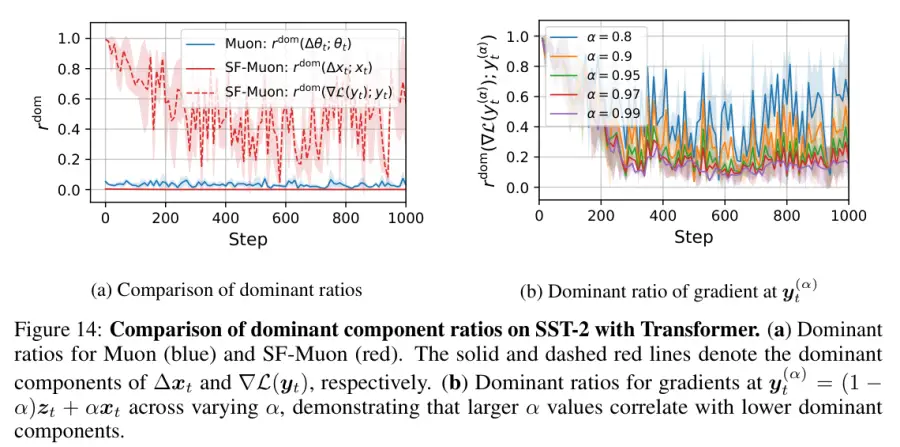 1.0
0.8
0.6
0.4
0.2
0.0
r^dom
0 200 400 600 800 1000
Step
Muon: r^dom(Δθ_t; θ_t)
SF-Muon: r^dom(Δx_t; x_t)
SF-Muon: r^dom(∇ℒ(y_t); y_t)
(a) Comparison of dominant ratios
1.0
0.8
0.6
0.4
0.2
0.0
r^dom(∇ℒ(y_t^(α)); y_t^(α))
0 200 400 600 800 1000
Step
α = 0.8
α = 0.9
α = 0.95
α = 0.97
α = 0.99
(b) Dominant ratio of gradient at y_t^(α)
Figure 14: Comparison of dominant component ratios on SST-2 with Transformer. (a) Dominant
ratios for Muon (blue) and SF-Muon (red). The solid and dashed red lines denote the dominant
components of Δx_t and ∇ℒ(y_t), respectively. (b) Dominant ratios for gradients at y_t^(α) = (1 −
α)z_t + αx_t across varying α, demonstrating that larger α values correlate with lower dominant
components.